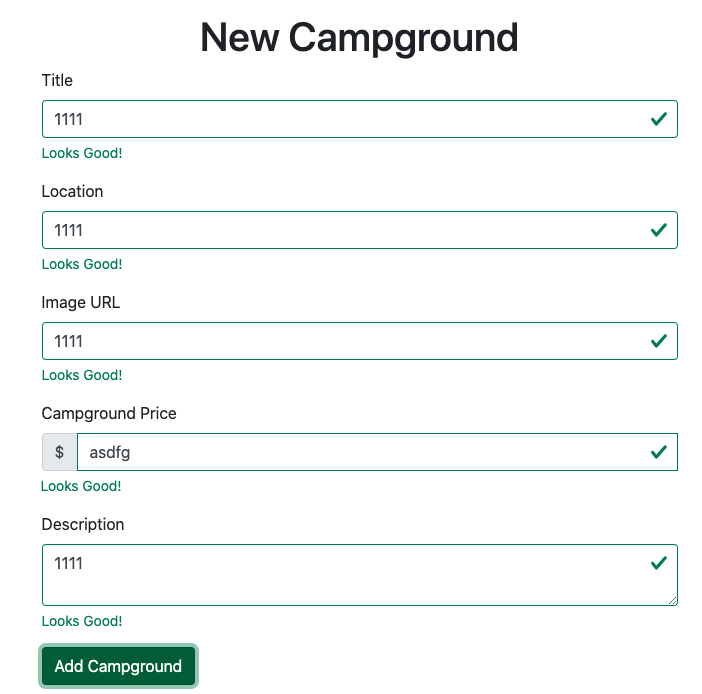 New Campground
Title
1111
Looks Good!
Location
1111
Looks Good!
Image URL
1111
Looks Good!
Campground Price
$ asdfg
Looks Good!
Description
1111
Looks Good!
Add Campground